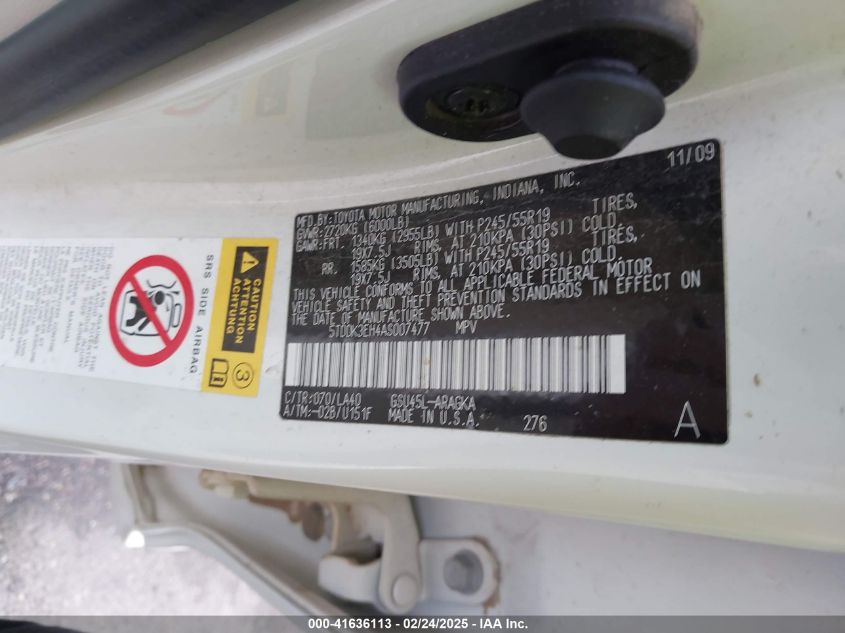 11/09
MFD.BY: TOYOTA MOTOR MANUFACTURING, INDIANA, INC.
GVWR: 2720KG (6000LB)
GAWR: FRT. 1340KG (2955LB) WITH P245/55R19 TIRES,
19X7.5J RIMS, AT 210KPA (30PSI) COLD.
RR. 1585KG (3505LB) WITH P245/55R19 TIRES,
19X7.5J RIMS, AT 210KPA (30PSI) COLD.
THIS VEHICLE CONFORMS TO ALL APPLICABLE FEDERAL MOTOR
VEHICLE SAFETY AND THEFT PREVENTION STANDARDS IN EFFECT ON
THE DATE OF MANUFACTURE SHOWN ABOVE.
5TDDK3EH4AS007477 MPV
C/TR: 070/LA40 GSU45L-ARAGKA
A/TM: -02B/U151F MADE IN U.S.A. 276
A
CAUTION
ATTENTION
ACHTUNG
3
SRS SIDE AIRBAG
000-41636113 - 02/24/2025 - IAA Inc.